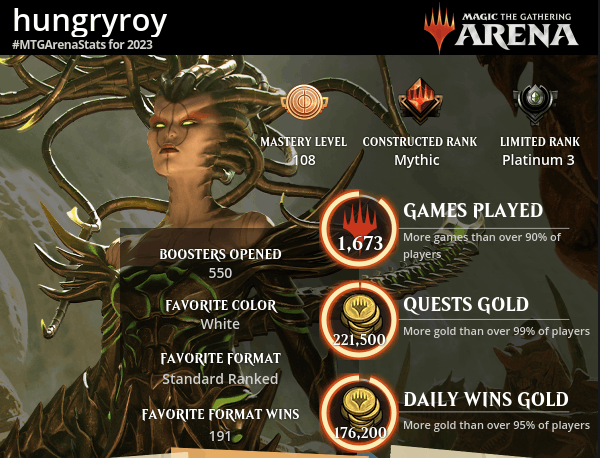 hungryroy
#MTGArenaStats for 2023
MAGIC THE GATHERING
ARENA
MASTERY LEVEL
108
CONSTRUCTED RANK
Mythic
LIMITED RANK
Platinum 3
GAMES PLAYED
1,673
More games than over 90% of
players
BOOSTERS OPENED
550
FAVORITE COLOR
White
QUESTS GOLD
221,500
More gold than over 99% of players
FAVORITE FORMAT
Standard Ranked
FAVORITE FORMAT WINS
191
DAILY WINS GOLD
176,200
More gold than over 95% of players